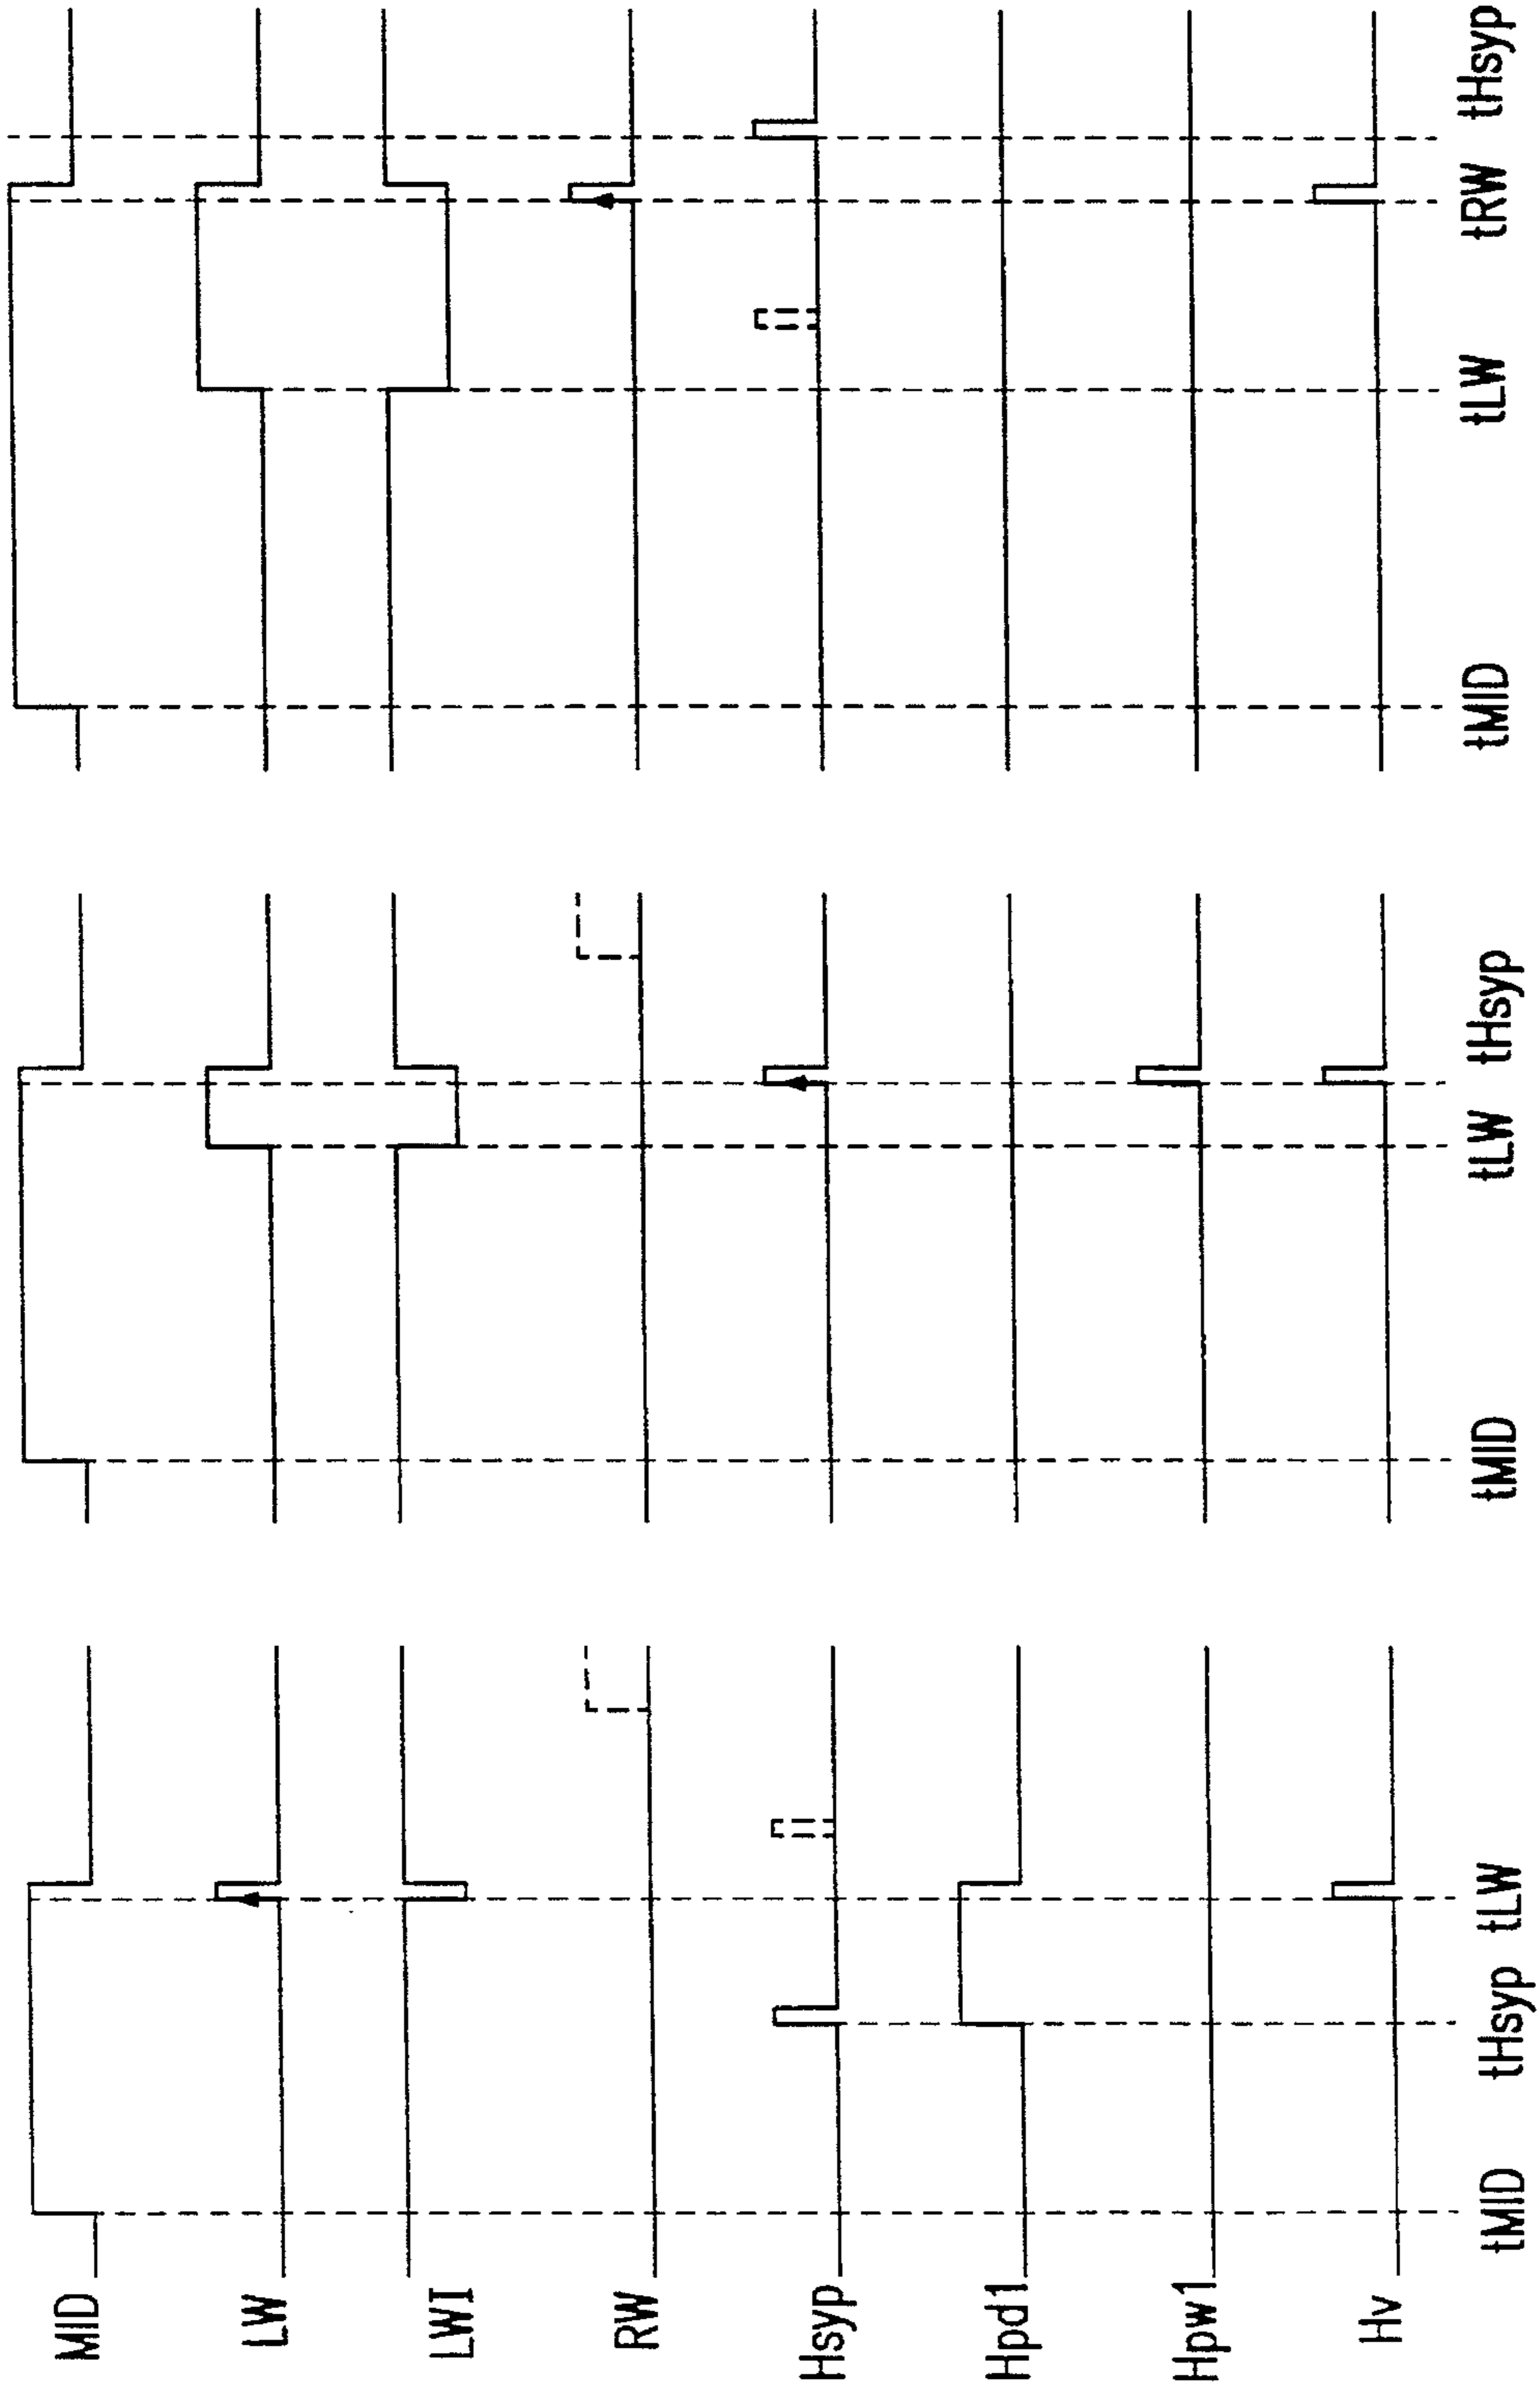 MID
LW
LWI
RW
Hsyp
Hpd1
Hpw1
Hv
tMID tHsyp tLW
tMID tLW tHsyp
tMID tLW tRW tHsyp